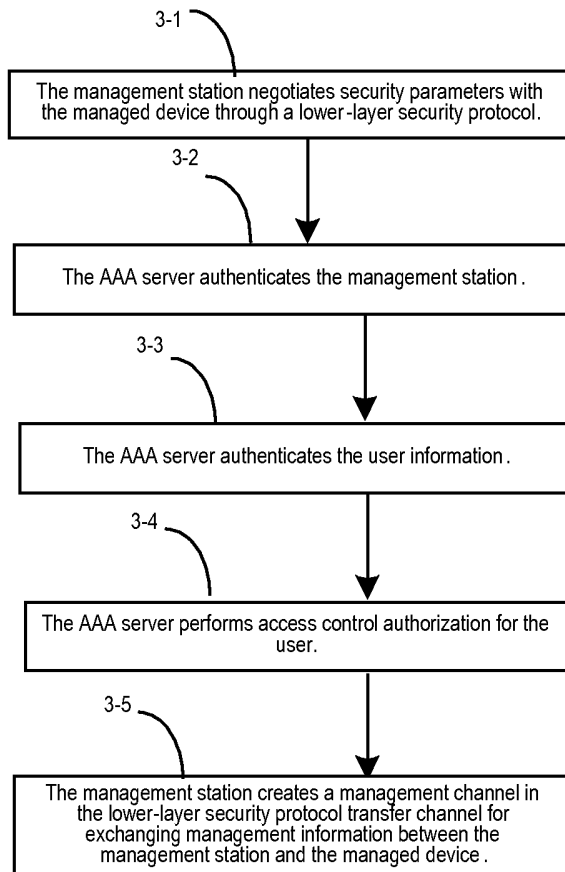 3-1
The management station negotiates security parameters with
the managed device through a lower-layer security protocol.
3-2
The AAA server authenticates the management station .
3-3
The AAA server authenticates the user information .
3-4
The AAA server performs access control authorization for the
user.
3-5
The management station creates a management channel in
the lower-layer security protocol transfer channel for
exchanging management information between the
management station and the managed device .